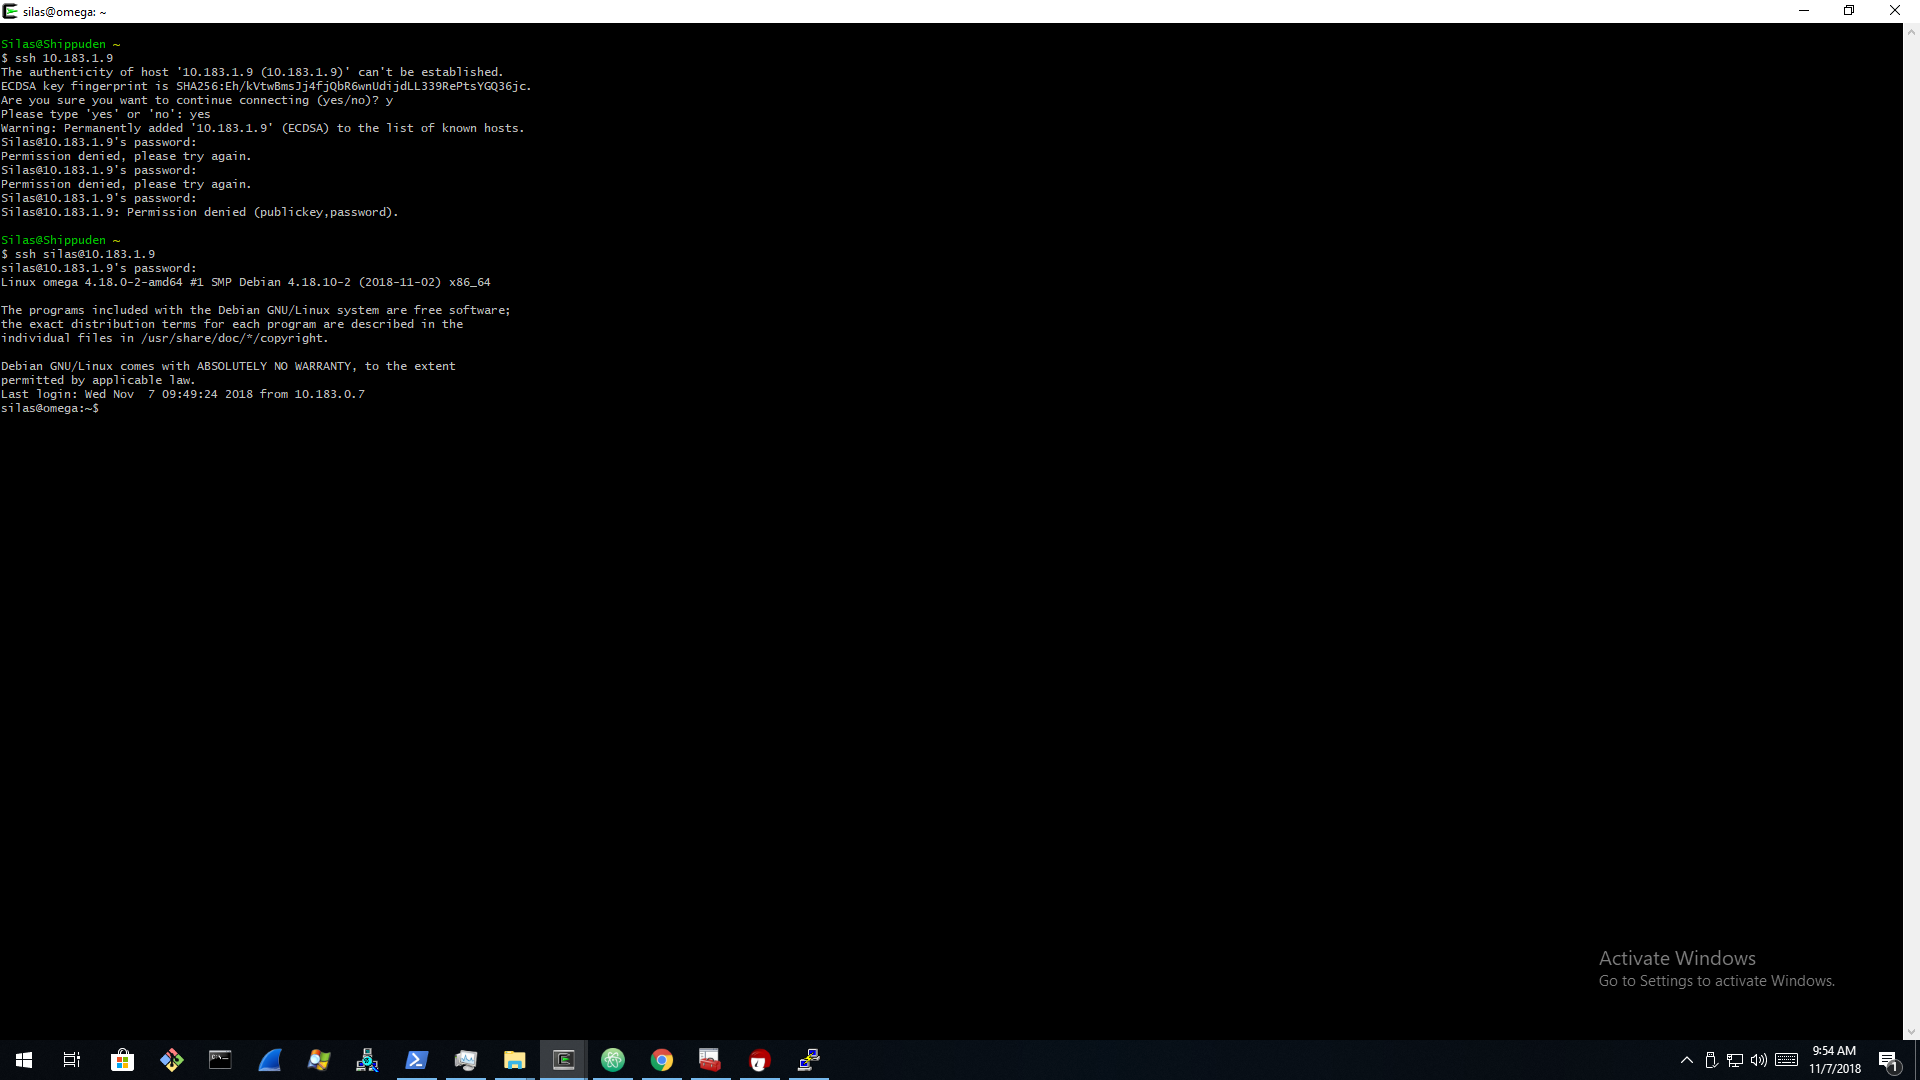 silas@omega: ~
Silas@Shippuden ~
$ ssh 10.183.1.9
The authenticity of host '10.183.1.9 (10.183.1.9)' can't be established.
ECDSA key fingerprint is SHA256:Eh/kVtwBmsJj4fjQbR6wnUdijdLL339RePtsYGQ36jc.
Are you sure you want to continue connecting (yes/no)? y
Please type 'yes' or 'no': yes
Warning: Permanently added '10.183.1.9' (ECDSA) to the list of known hosts.
Silas@10.183.1.9's password:
Permission denied, please try again.
Silas@10.183.1.9's password:
Permission denied, please try again.
Silas@10.183.1.9's password:
Silas@10.183.1.9: Permission denied (publickey,password).
Silas@Shippuden ~
$ ssh silas@10.183.1.9
silas@10.183.1.9's password:
Linux omega 4.18.0-2-amd64 #1 SMP Debian 4.18.10-2 (2018-11-02) x86_64
The programs included with the Debian GNU/Linux system are free software;
the exact distribution terms for each program are described in the
individual files in /usr/share/doc/*/copyright.
Debian GNU/Linux comes with ABSOLUTELY NO WARRANTY, to the extent
permitted by applicable law.
Last login: Wed Nov  7 09:49:24 2018 from 10.183.0.7
silas@omega:~$
Activate Windows
Go to Settings to activate Windows.
9:54 AM
11/7/2018
1